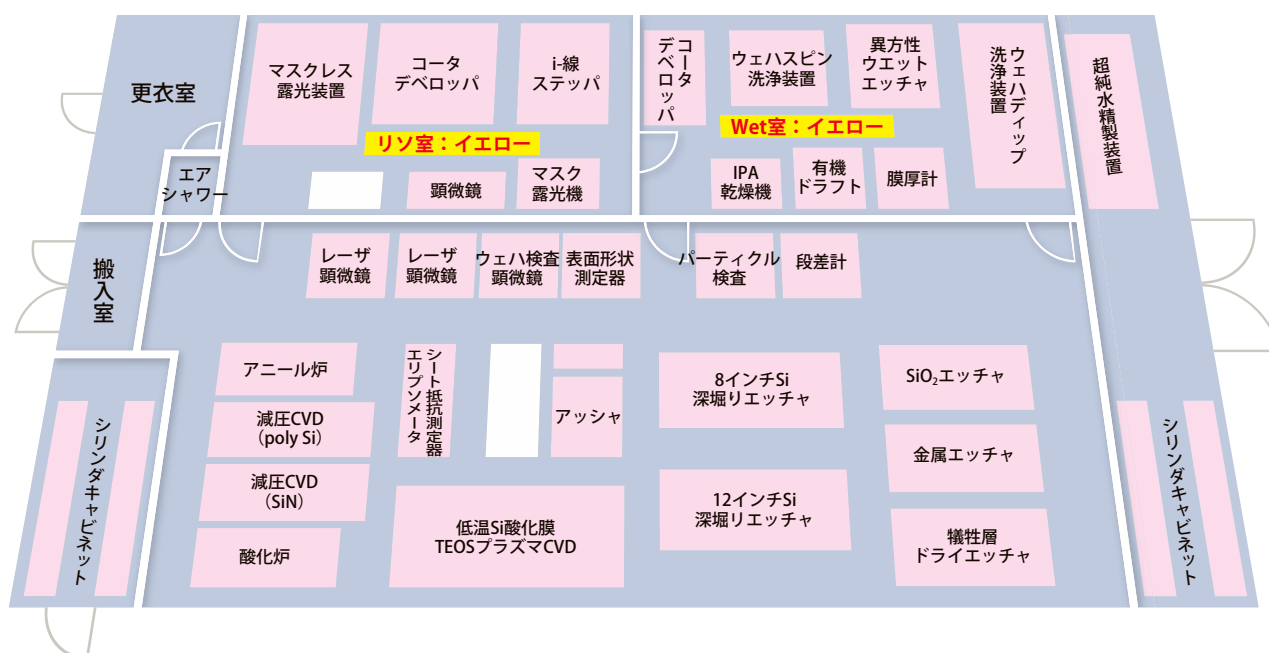 更衣室
マスクレス
露光装置
コータ
デベロッパ
i-線
ステッパ
コータ
デベロッパ
ウェハスピン
洗浄装置
異方性
ウエット
エッチャ
ウェハディップ
洗浄装置
超純水精製装置
リソ室：イエロー
Wet室：イエロー
エア
シャワー
顕微鏡
マスク
露光機
IPA
乾燥機
有機
ドラフト
膜厚計
搬入室
レーザ
顕微鏡
レーザ
顕微鏡
ウェハ検査
顕微鏡
表面形状
測定器
パーティクル
検査
段差計
アニール炉
シート抵抗測定器
エリプソメータ
アッシャ
8インチSi
深堀りエッチャ
SiO₂エッチャ
減圧CVD
（poly Si）
金属エッチャ
減圧CVD
（SiN）
低温Si酸化膜
TEOSプラズマCVD
12インチSi
深堀リエッチャ
酸化炉
犠牲層
ドライエッチャ
シリンダキャビネット
シリンダキャビネット